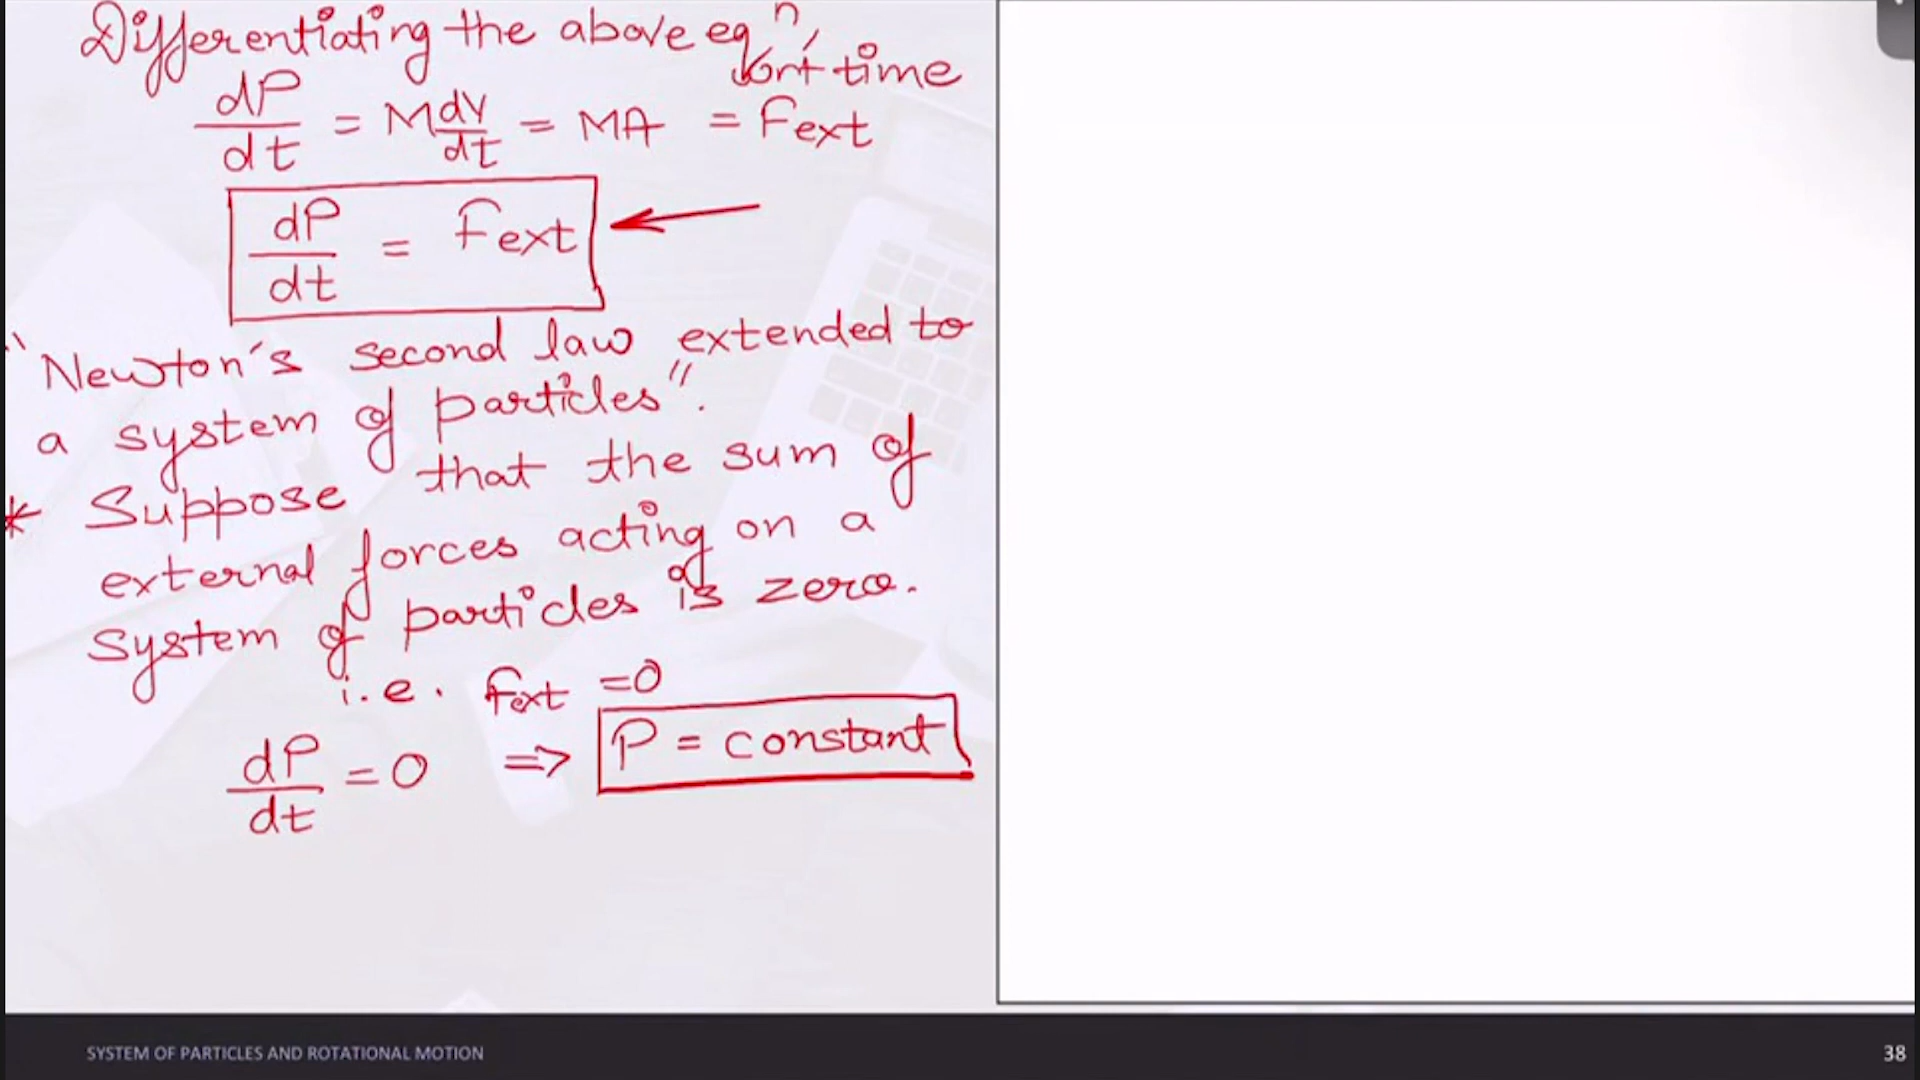 Differentiating the above eqⁿ,
wrt time
dP/dt = M dV/dt = MA = Fext
dP/dt = Fext
"Newton's second law extended to
a system of particles".
* Suppose that the sum of
external forces acting on a
system of particles is zero.
i.e. Fext = 0
dP/dt = 0 => P = constant
SYSTEM OF PARTICLES AND ROTATIONAL MOTION
38